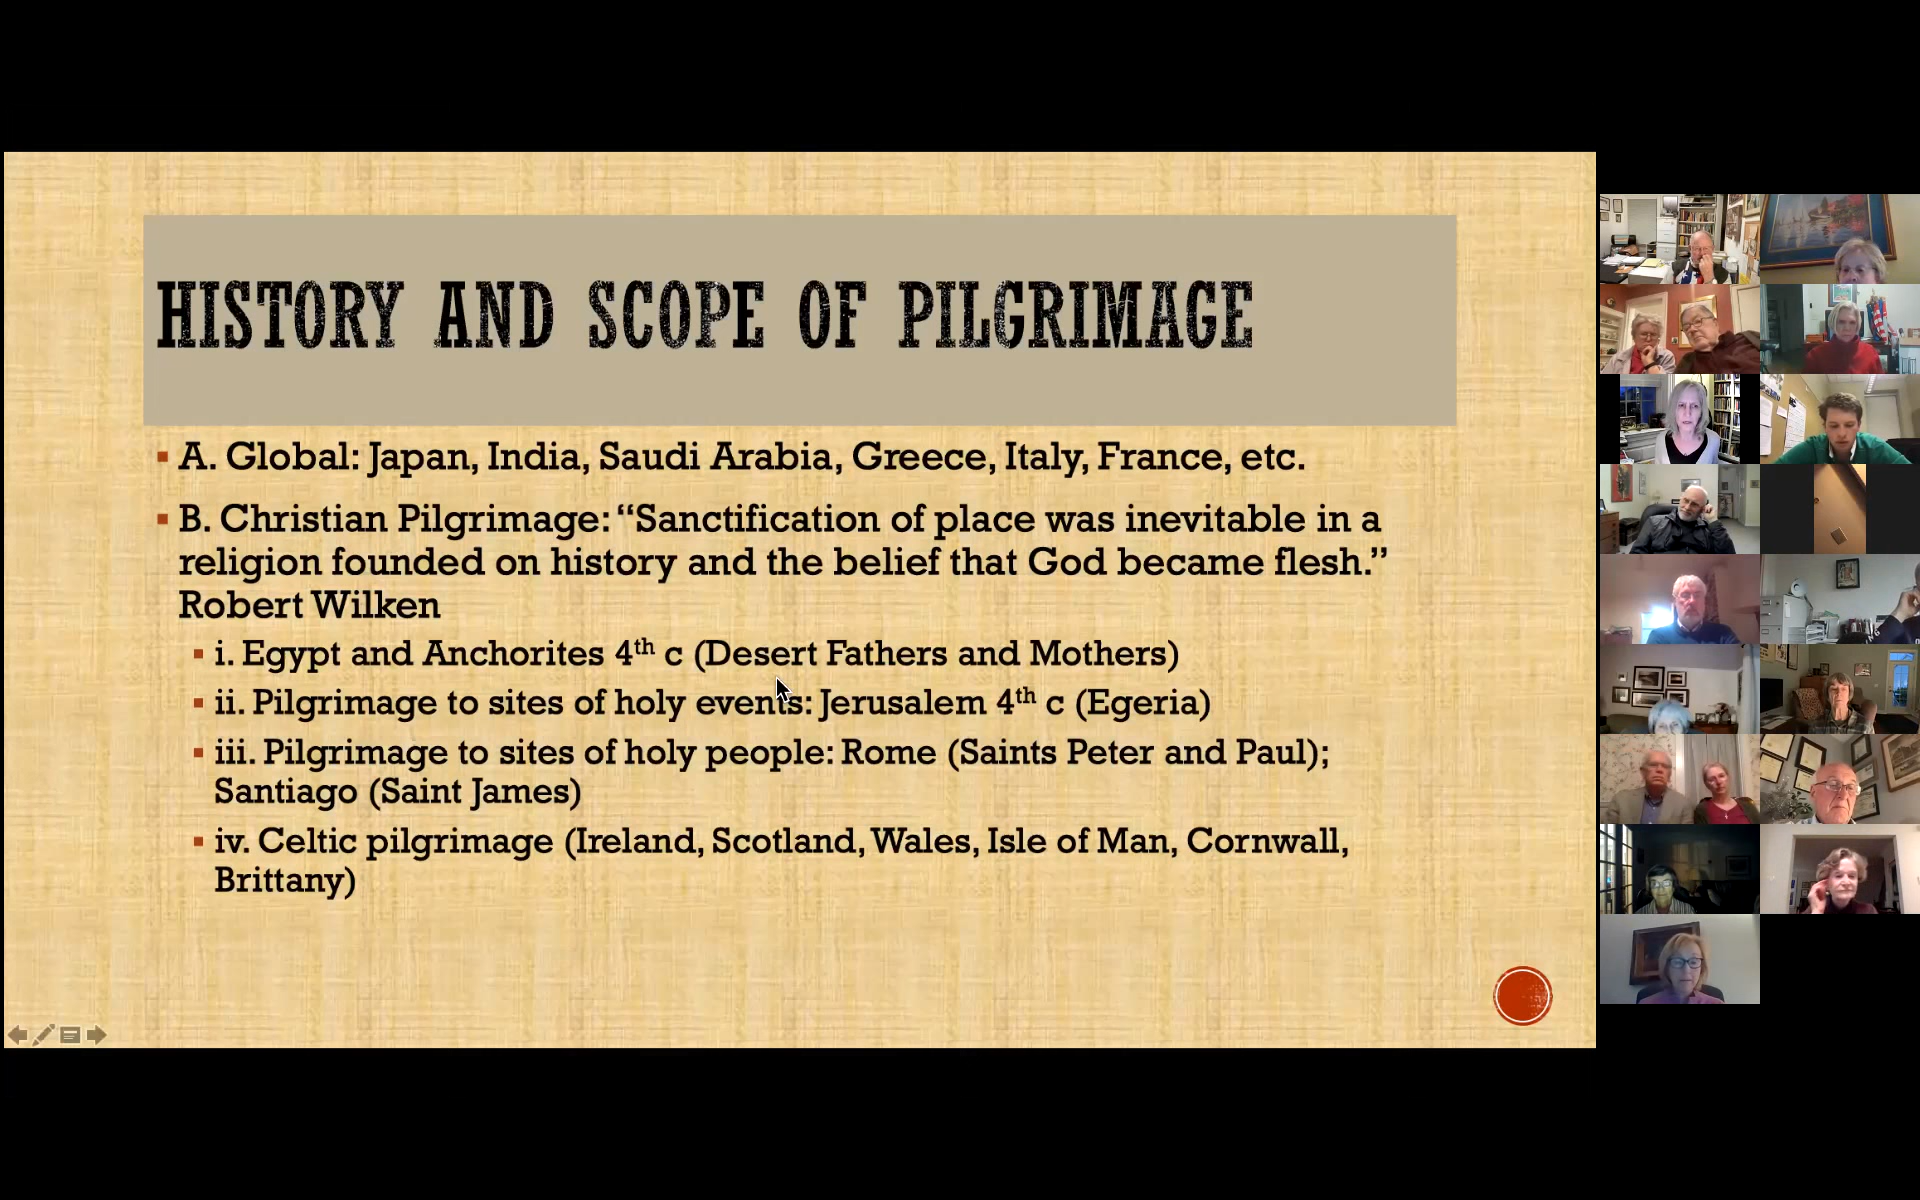 HISTORY AND SCOPE OF PILGRIMAGE
▪ A. Global: Japan, India, Saudi Arabia, Greece, Italy, France, etc.
▪ B. Christian Pilgrimage: “Sanctification of place was inevitable in a
religion founded on history and the belief that God became flesh.”
Robert Wilken
▪ i. Egypt and Anchorites 4th c (Desert Fathers and Mothers)
▪ ii. Pilgrimage to sites of holy events: Jerusalem 4th c (Egeria)
▪ iii. Pilgrimage to sites of holy people: Rome (Saints Peter and Paul);
Santiago (Saint James)
▪ iv. Celtic pilgrimage (Ireland, Scotland, Wales, Isle of Man, Cornwall,
Brittany)